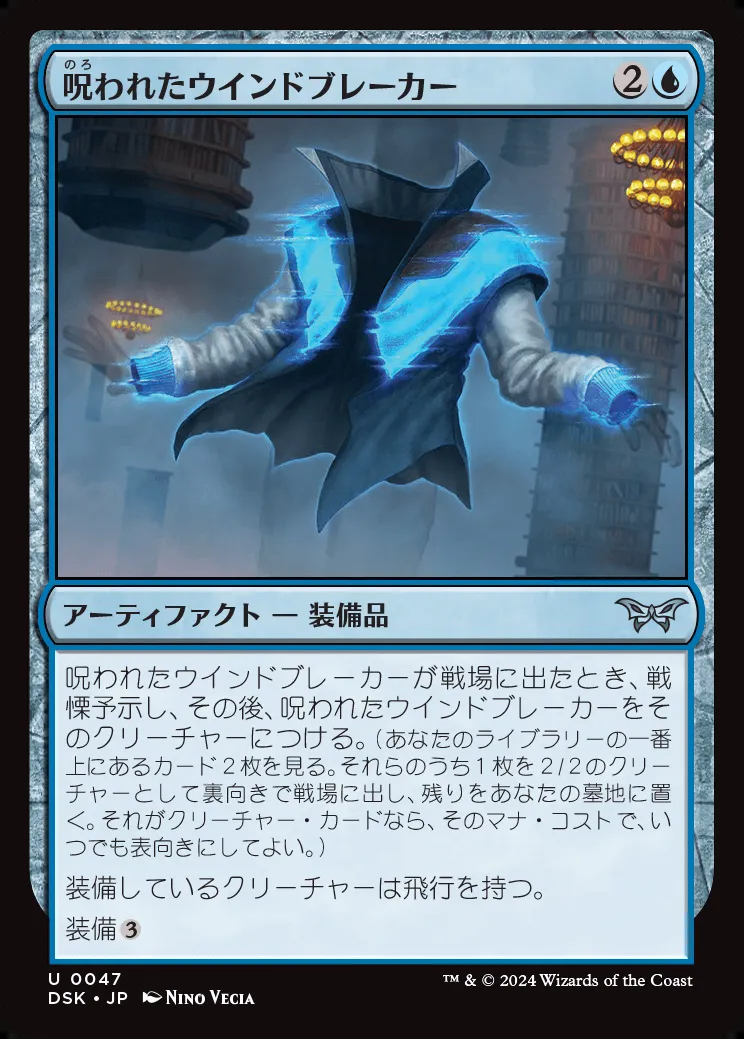 のろ
呪われたウインドブレーカー
2
アーティファクト — 装備品
呪われたウインドブレーカーが戦場に出たとき、戦
慄予示し、その後、呪われたウインドブレーカーをそ
のクリーチャーにつける。（あなたのライブラリーの一番
上にあるカード２枚を見る。それらのうち１枚を２/２のクリー
チャーとして裏向きで戦場に出し、残りをあなたの墓地に置
く。それがクリーチャー・カードなら、そのマナ・コストで、い
つでも表向きにしてよい。）
装備しているクリーチャーは飛行を持つ。
装備3
U 0047
DSK • JP NINO VECIA
™ & © 2024 Wizards of the Coast